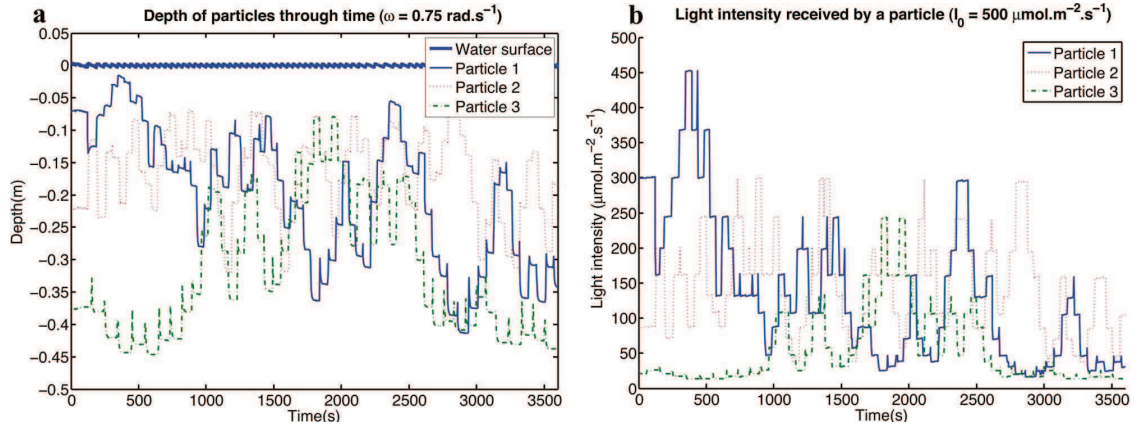 a
Depth of particles through time (ω = 0.75 rad.s⁻¹)
0.05
0
−0.05
−0.1
−0.15
−0.2
−0.25
−0.3
−0.35
−0.4
−0.45
−0.5
Depth(m)
Water surface
Particle 1
Particle 2
Particle 3
0 500 1000 1500 2000 2500 3000 3500
Time(s)
b
Light intensity received by a particle (I₀ = 500 μmol.m⁻².s⁻¹)
500
450
400
350
300
250
200
150
100
50
0
Light intensity (μmol.m⁻².s⁻¹)
Particle 1
Particle 2
Particle 3
0 500 1000 1500 2000 2500 3000 3500
Time(s)